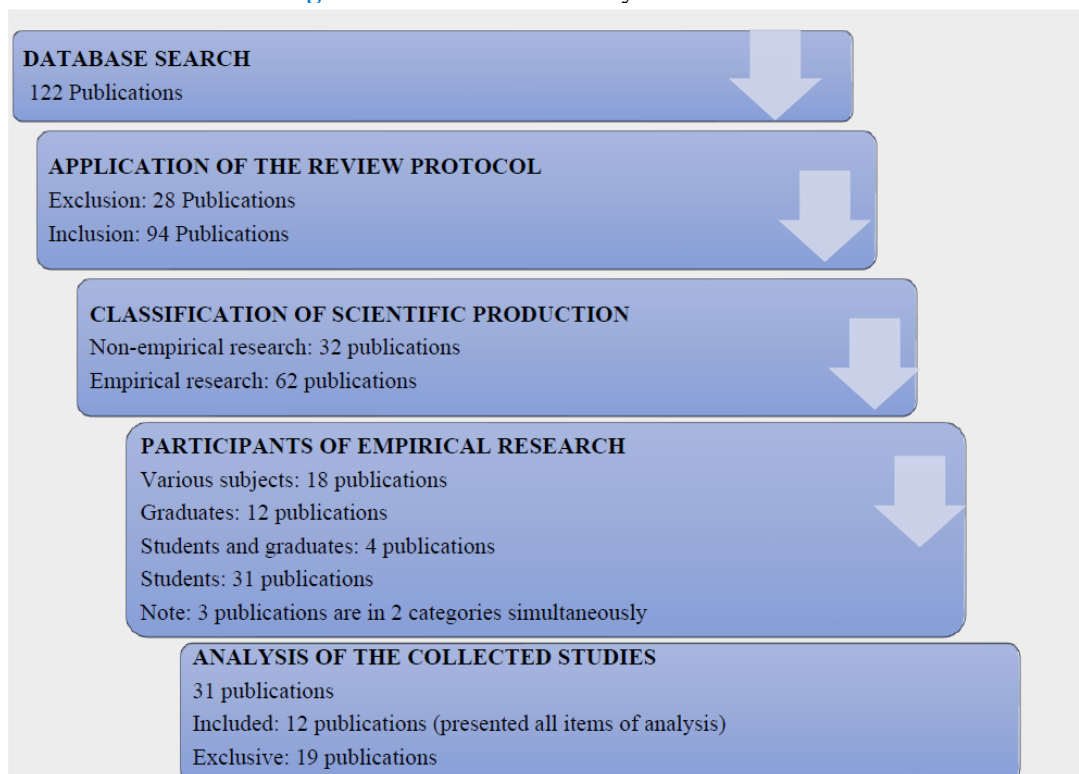 DATABASE SEARCH
122 Publications
APPLICATION OF THE REVIEW PROTOCOL
Exclusion: 28 Publications
Inclusion: 94 Publications
CLASSIFICATION OF SCIENTIFIC PRODUCTION
Non-empirical research: 32 publications
Empirical research: 62 publications
PARTICIPANTS OF EMPIRICAL RESEARCH
Various subjects: 18 publications
Graduates: 12 publications
Students and graduates: 4 publications
Students: 31 publications
Note: 3 publications are in 2 categories simultaneously
ANALYSIS OF THE COLLECTED STUDIES
31 publications
Included: 12 publications (presented all items of analysis)
Exclusive: 19 publications